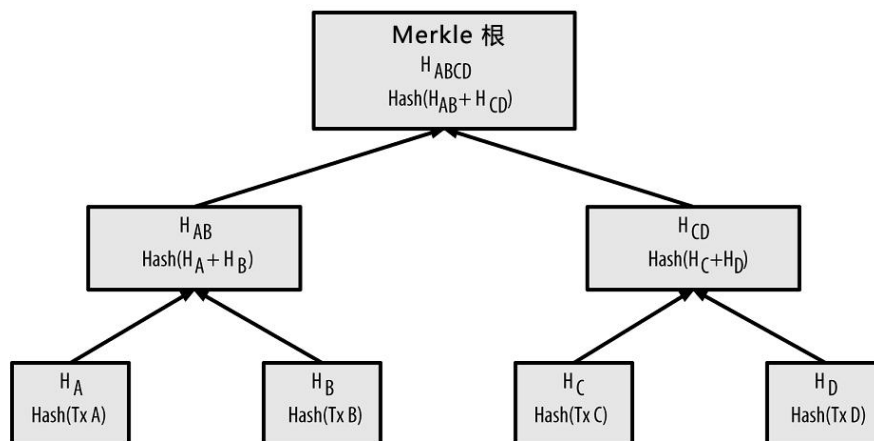 Merkle 根
H ABCD
Hash(H AB + H CD)
H AB
Hash(H A + H B)
H CD
Hash(H C+H D)
H A
Hash(Tx A)
H B
Hash(Tx B)
H C
Hash(Tx C)
H D
Hash(Tx D)